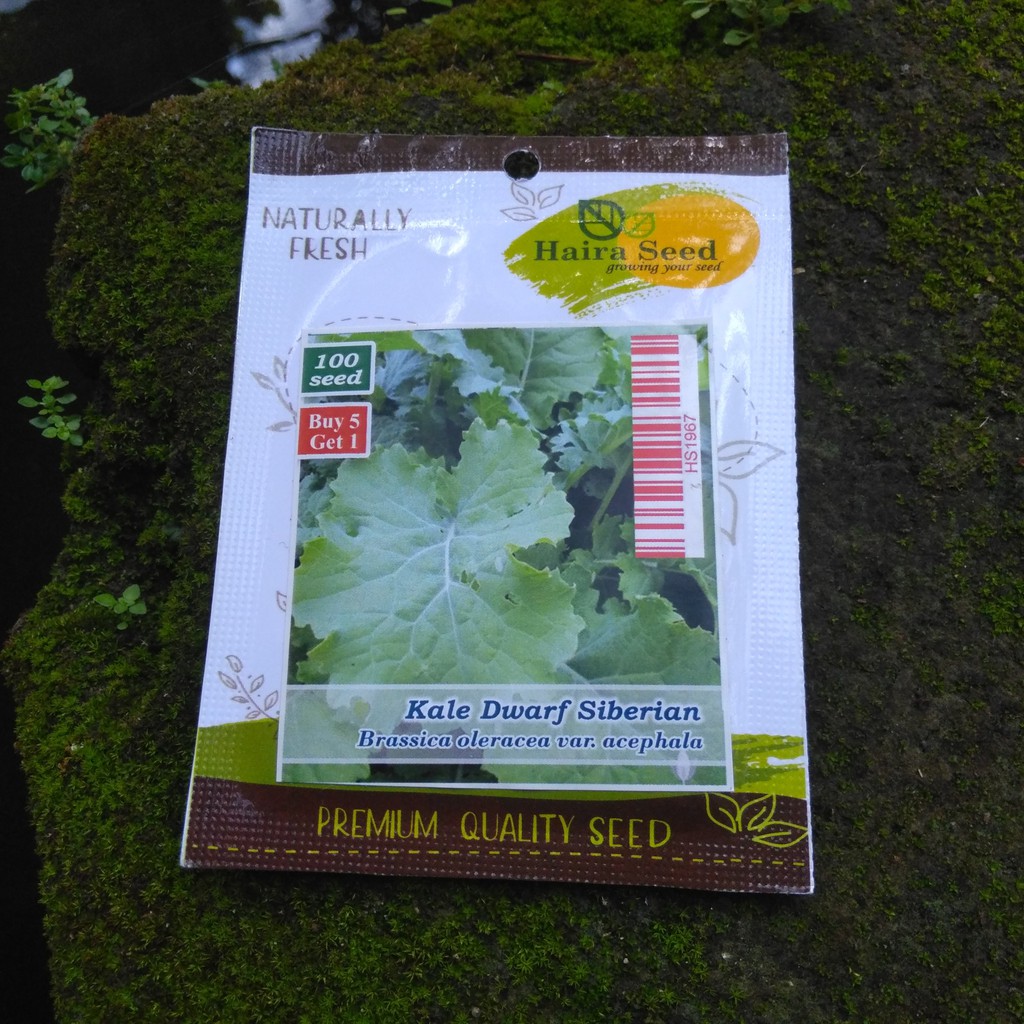 NATURALLY
FRESH
Haira Seed
growing your seed
100
seed
Buy 5
Get 1
HS1967
Kale Dwarf Siberian
Brassica oleracea var. acephala
PREMIUM QUALITY SEED